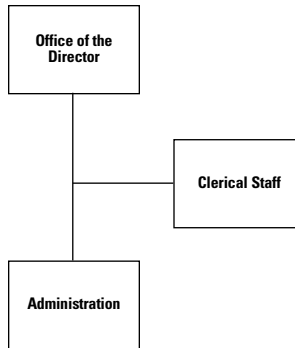 Office of the
Director
Clerical Staff
Administration